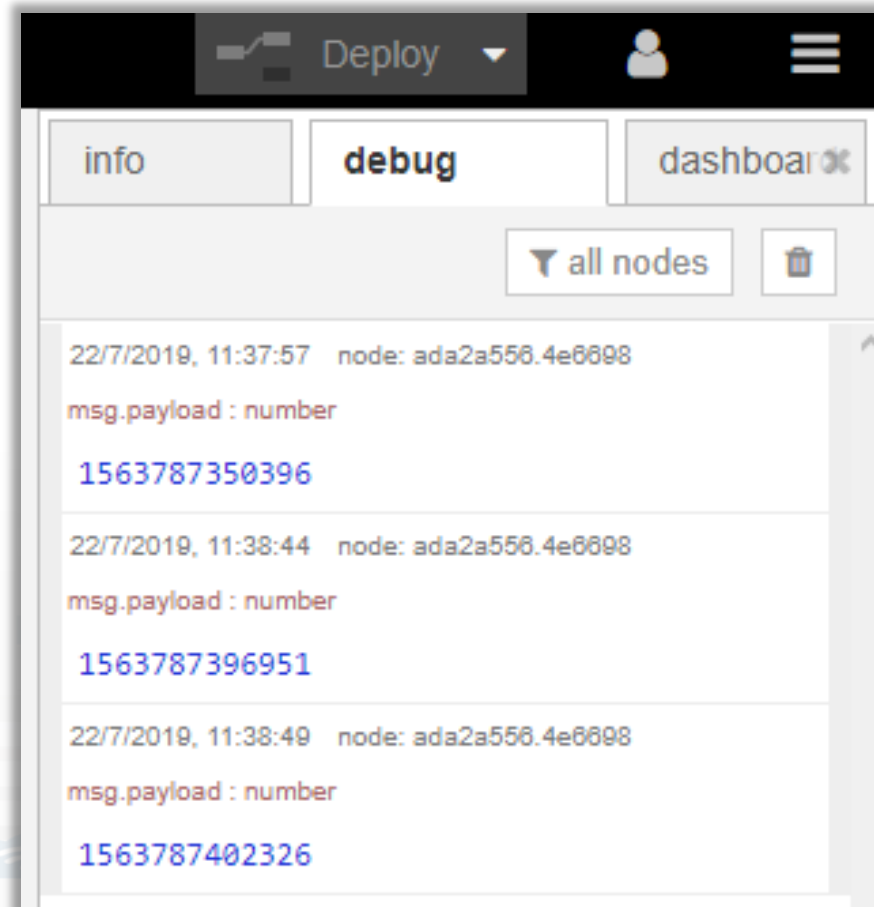 Deploy
info debug dashboar
all nodes
22/7/2019, 11:37:57 node: ada2a556.4e6698
msg.payload : number
1563787350396
22/7/2019, 11:38:44 node: ada2a556.4e6698
msg.payload : number
1563787396951
22/7/2019, 11:38:49 node: ada2a556.4e6698
msg.payload : number
1563787402326